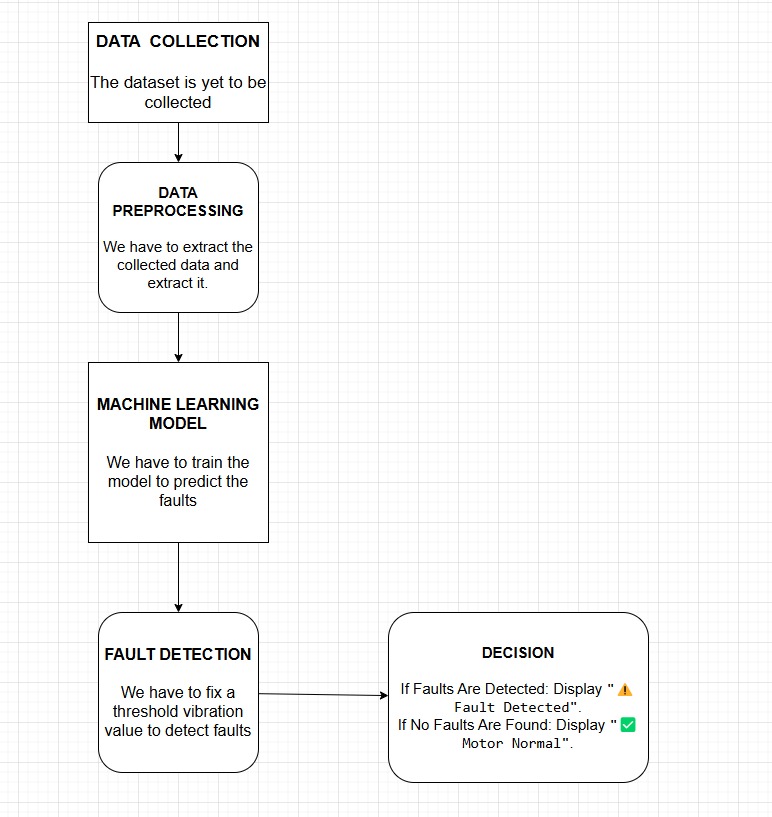 DATA COLLECTION
The dataset is yet to be
collected
DATA
PREPROCESSING
We have to extract the
collected data and
extract it.
MACHINE LEARNING
MODEL
We have to train the
model to predict the
faults
FAULT DETECTION
We have to fix a
threshold vibration
value to detect faults
DECISION
If Faults Are Detected: Display "⚠️
Fault Detected".
If No Faults Are Found: Display "✅
Motor Normal".